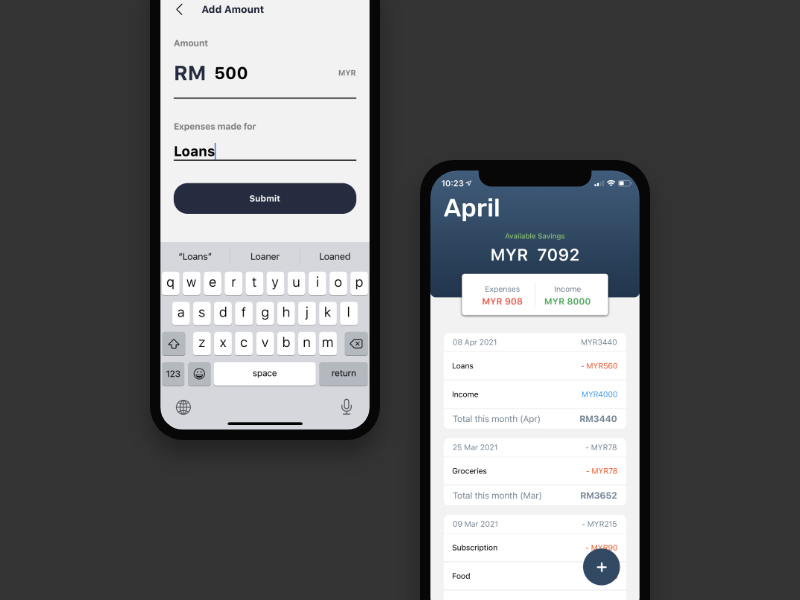 Add Amount
Amount
RM 500 MYR
Expenses made for
Loans
Submit
“Loans” Loaner Loaned
q w e r t y u i o p
a s d f g h j k l
z x c v b n m
123 space return
10:23
April
Available Savings
MYR 7092
Expenses Income
MYR 908 MYR 8000
08 Apr 2021 MYR3440
Loans - MYR560
Income MYR4000
Total this month (Apr) RM3440
25 Mar 2021 - MYR78
Groceries - MYR78
Total this month (Mar) RM3652
09 Mar 2021 - MYR215
Subscription - MYR90
+
Food